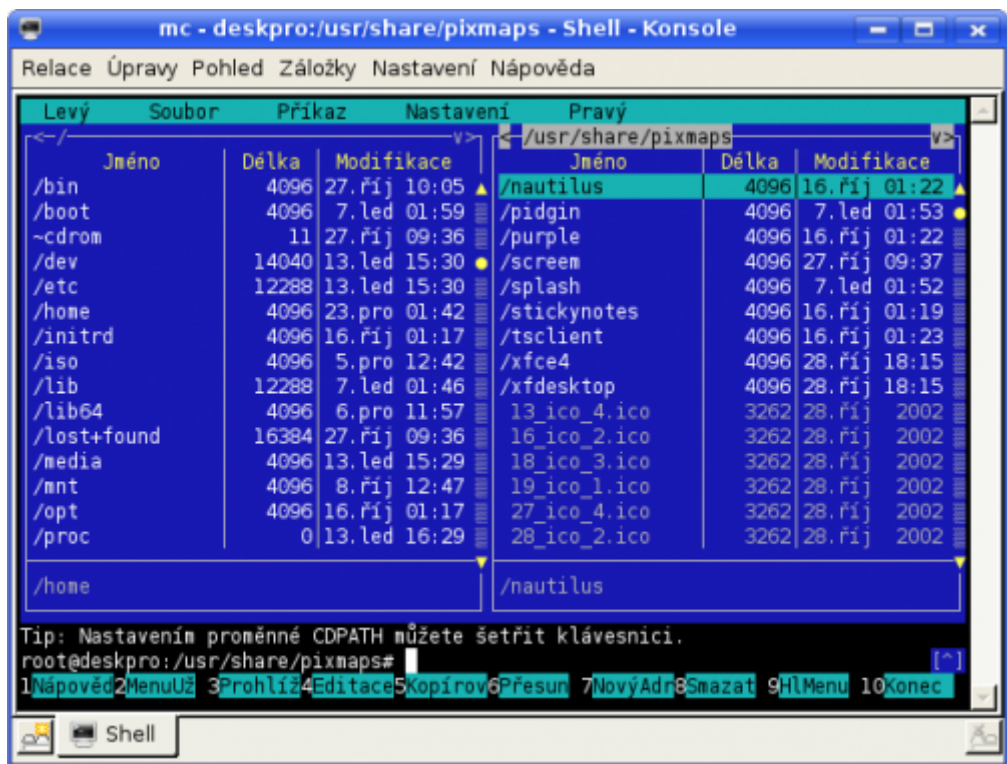 mc - deskpro:/usr/share/pixmaps - Shell - Konsole
Relace Úpravy Pohled Záložky Nastavení Nápověda
Levý Soubor Příkaz Nastavení Pravý
<-/ v> < /usr/share/pixmaps v>
Jméno Délka Modifikace Jméno Délka Modifikace
/bin 4096 27.říj 10:05 /nautilus 4096 16.říj 01:22
/boot 4096 7.led 01:59 /pidgin 4096 7.led 01:53
~cdrom 11 27.říj 09:36 /purple 4096 16.říj 01:22
/dev 14040 13.led 15:30 /screem 4096 27.říj 09:37
/etc 12288 13.led 15:30 /splash 4096 7.led 01:52
/home 4096 23.pro 01:42 /stickynotes 4096 16.říj 01:19
/initrd 4096 16.říj 01:17 /tsclient 4096 16.říj 01:23
/iso 4096 5.pro 12:42 /xfce4 4096 28.říj 18:15
/lib 12288 7.led 01:46 /xfdesktop 4096 28.říj 18:15
/lib64 4096 6.pro 11:57 13_ico_4.ico 3262 28.říj 2002
/lost+found 16384 27.říj 09:36 16_ico_2.ico 3262 28.říj 2002
/media 4096 13.led 15:29 18_ico_3.ico 3262 28.říj 2002
/mnt 4096 8.říj 12:47 19_ico_1.ico 3262 28.říj 2002
/opt 4096 16.říj 01:17 27_ico_4.ico 3262 28.říj 2002
/proc 0 13.led 16:29 28_ico_2.ico 3262 28.říj 2002
/home /nautilus
Tip: Nastavením proměnné CDPATH můžete šetřit klávesnici.
root@deskpro:/usr/share/pixmaps# [^]
1Nápověd 2MenuUž 3Prohlíž 4Editace 5Kopírov 6Přesun 7NovýAdr 8Smazat 9HlMenu 10Konec
Shell